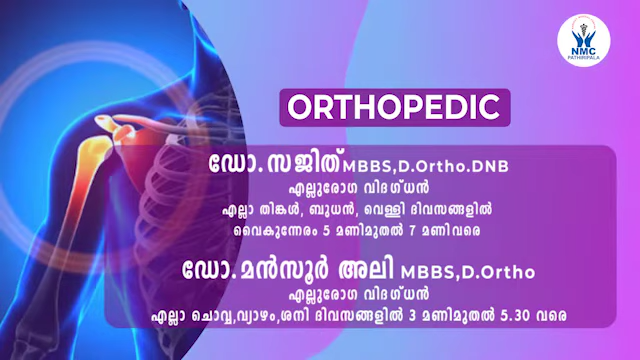 NMC
PATHIRIPALA
ORTHOPEDIC
ഡോ. സജിത് MBBS,D.Ortho.DNB
എല്ലുരോഗ വിദഗ്ധൻ
എല്ലാ തിങ്കൾ, ബുധൻ, വെള്ളി ദിവസങ്ങളിൽ
വൈകുന്നേരം 5 മണിമുതൽ 7 മണിവരെ
ഡോ. മൻസൂർ അലി MBBS,D.Ortho
എല്ലുരോഗ വിദഗ്ധൻ
എല്ലാ ചൊവ്വ,വ്യാഴം,ശനി ദിവസങ്ങളിൽ 3 മണിമുതൽ 5.30 വരെ